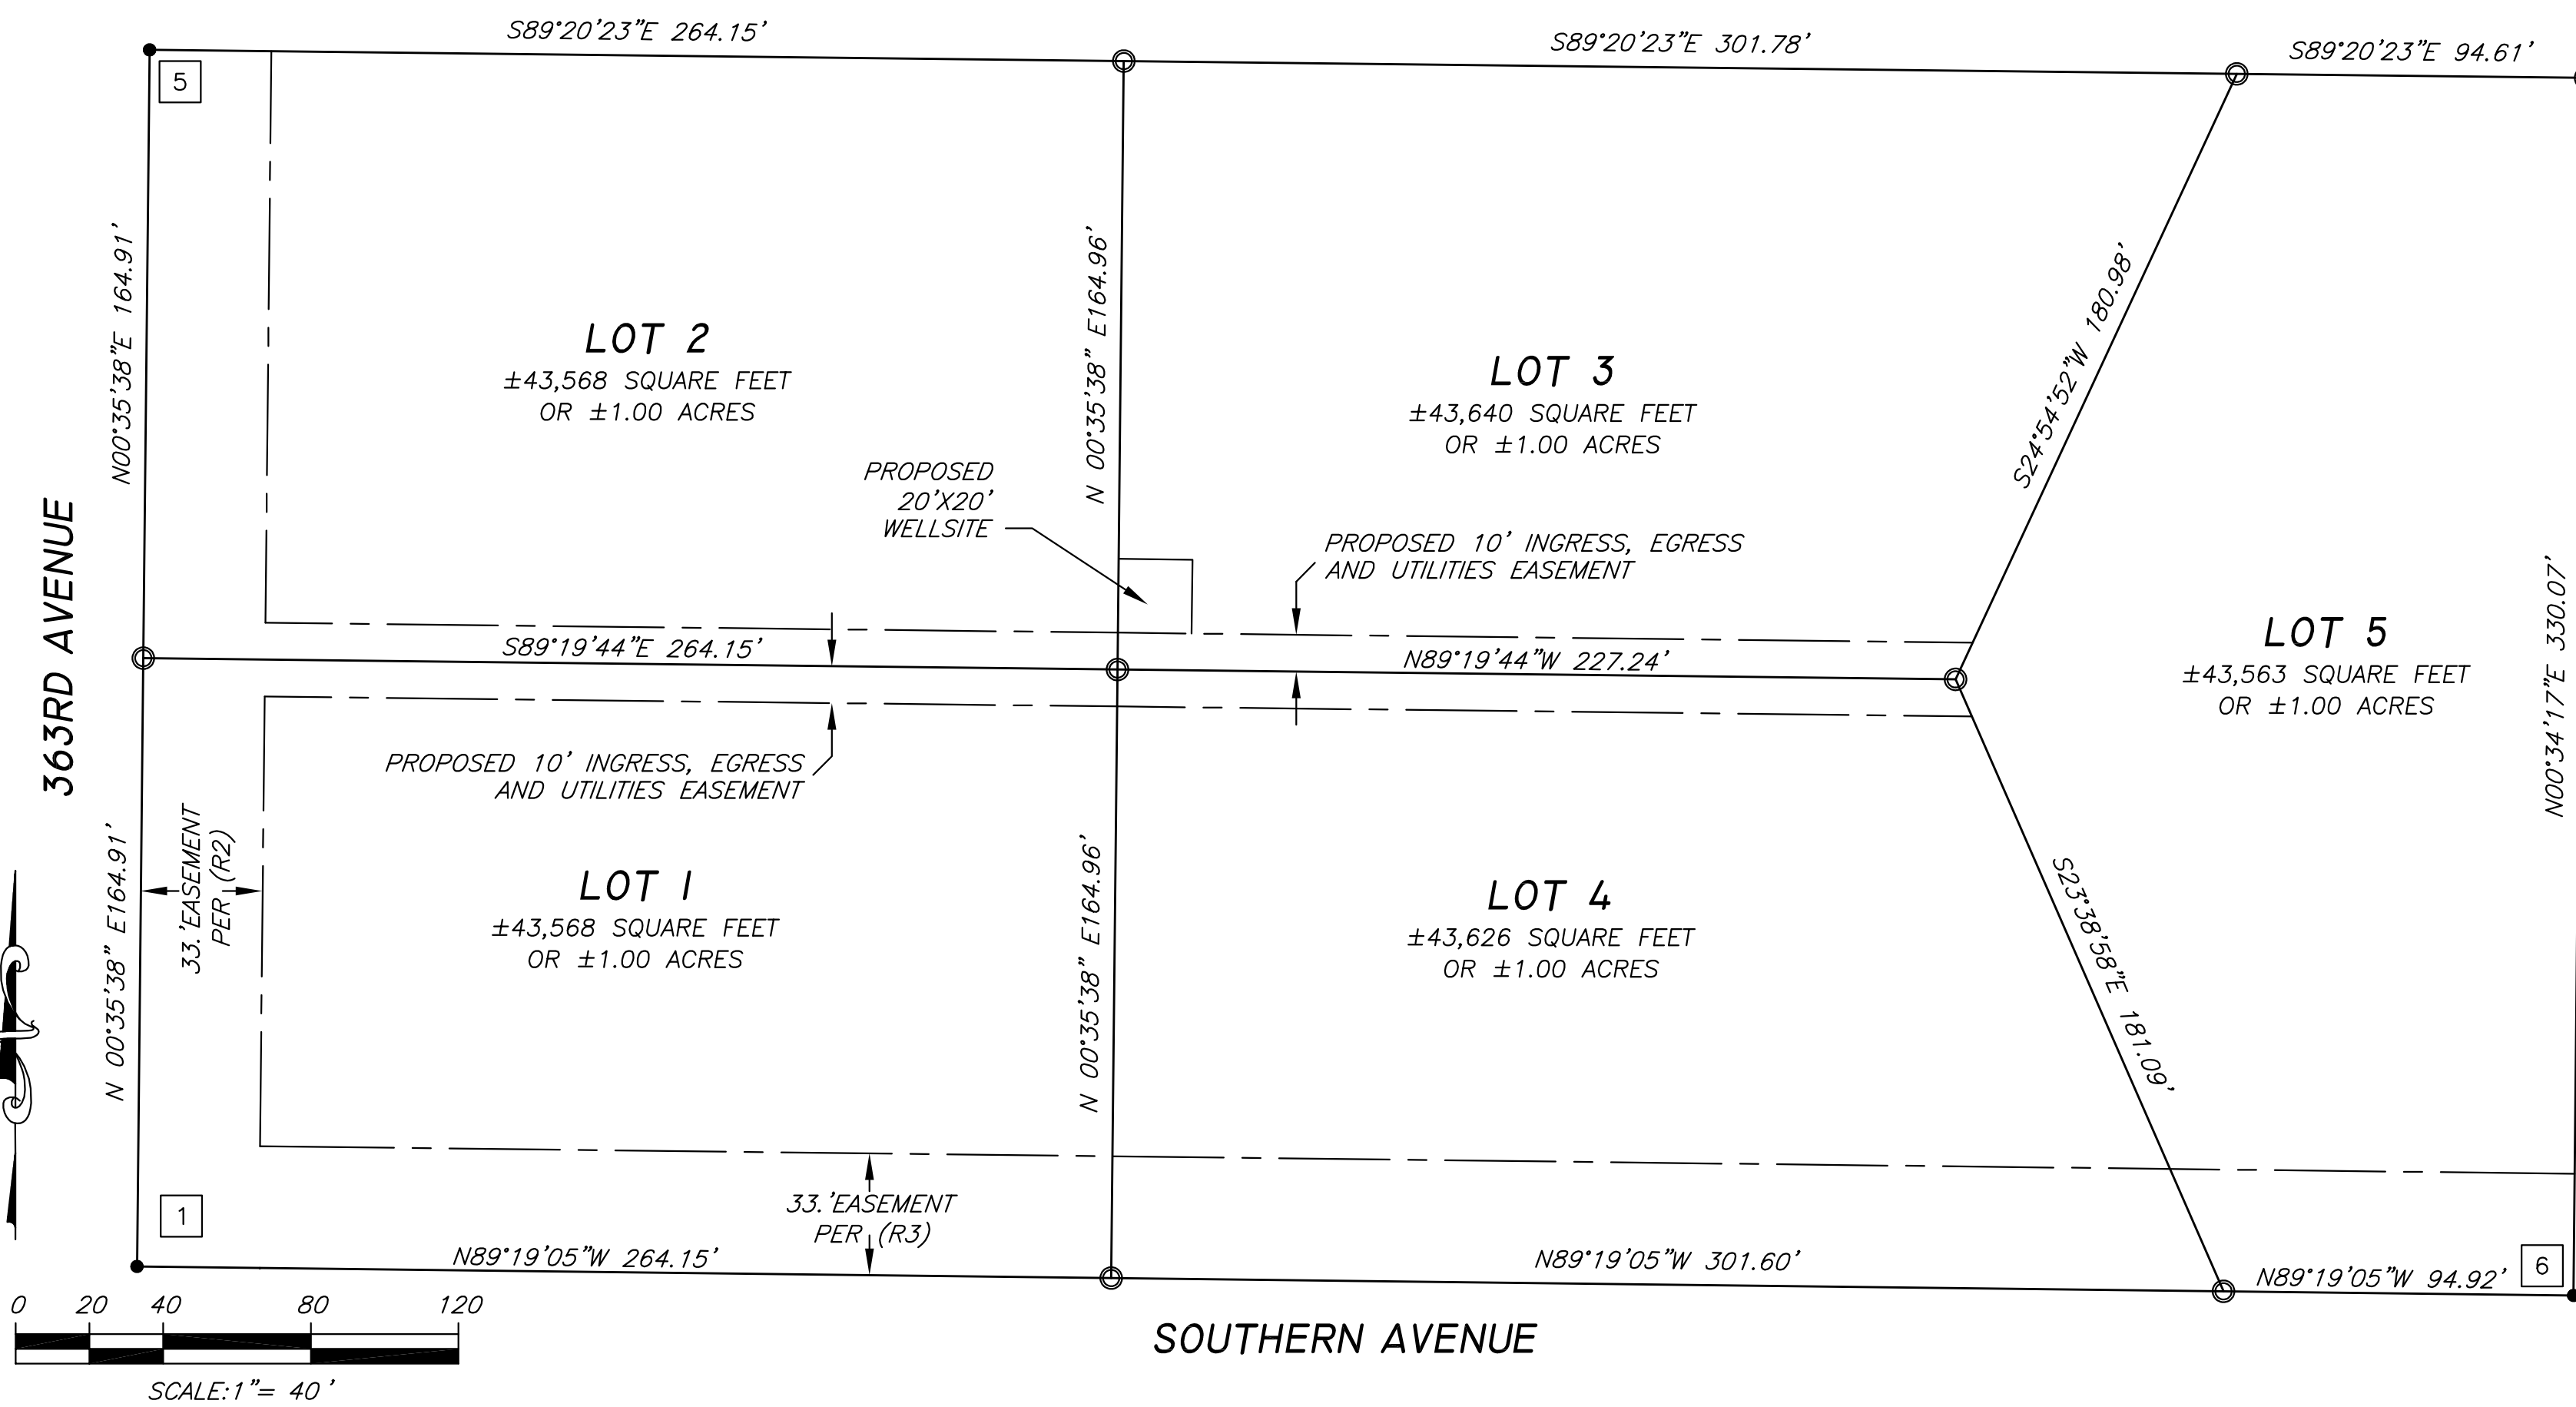 S89°20'23"E 264.15'
S89°20'23"E 301.78'
S89°20'23"E 94.61'
5
N00°35'38"E 164.91'
N 00°35'38" E164.96'
S24°54'52"W 180.98'
LOT 2
±43,568 SQUARE FEET
OR ±1.00 ACRES
LOT 3
±43,640 SQUARE FEET
OR ±1.00 ACRES
PROPOSED
20'X20'
WELLSITE
PROPOSED 10' INGRESS, EGRESS
AND UTILITIES EASEMENT
363RD AVENUE
S89°19'44"E 264.15'
N89°19'44"W 227.24'
LOT 5
±43,563 SQUARE FEET
OR ±1.00 ACRES
N00°34'17"E 330.07'
PROPOSED 10' INGRESS, EGRESS
AND UTILITIES EASEMENT
N 00°35'38" E164.91'
33.'EASEMENT
PER (R2)
LOT 1
±43,568 SQUARE FEET
OR ±1.00 ACRES
N 00°35'38" E164.96'
LOT 4
±43,626 SQUARE FEET
OR ±1.00 ACRES
S23°38'58"E 181.09'
33.'EASEMENT
PER (R3)
1
6
N89°19'05"W 264.15'
N89°19'05"W 301.60'
N89°19'05"W 94.92'
0 20 40 80 120
SCALE:1"= 40'
SOUTHERN AVENUE